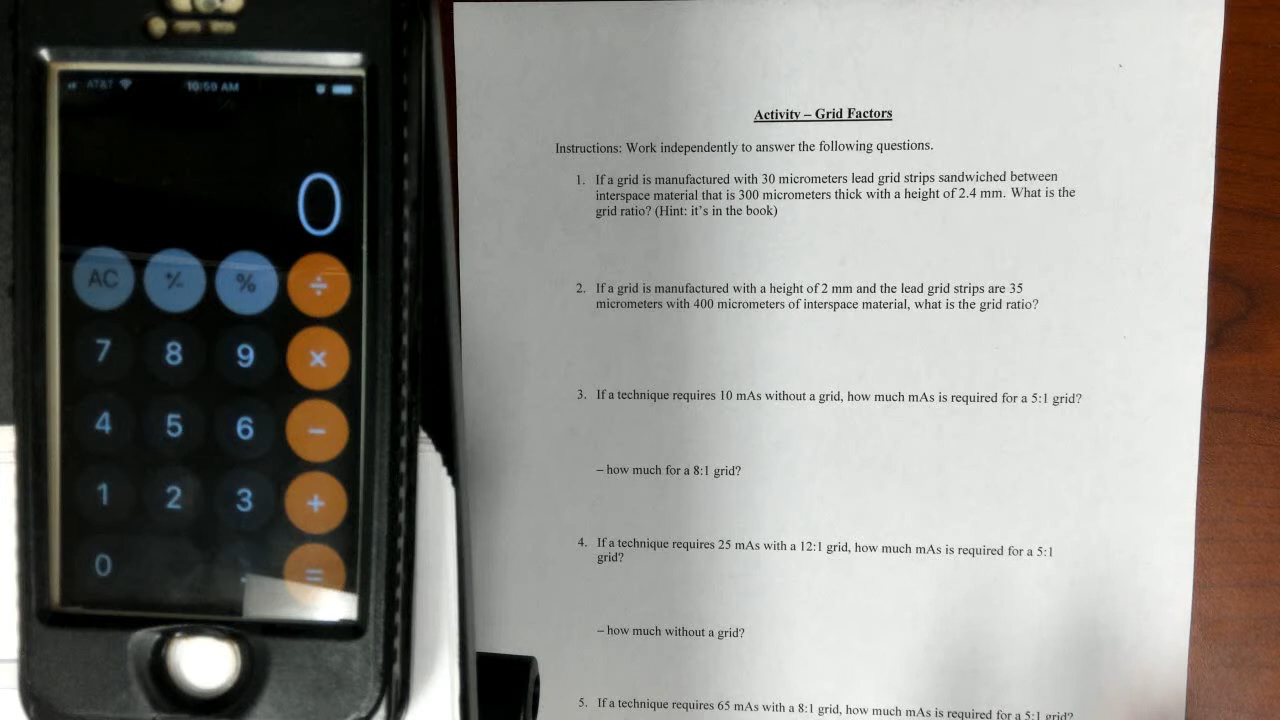 AT&T
10:59 AM
0
AC
%
÷
7
8
9
×
4
5
6
−
1
2
3
+
0
.
=
Activity – Grid Factors
Instructions: Work independently to answer the following questions.
1. If a grid is manufactured with 30 micrometers lead grid strips sandwiched between
interspace material that is 300 micrometers thick with a height of 2.4 mm. What is the
grid ratio? (Hint: it's in the book)
2. If a grid is manufactured with a height of 2 mm and the lead grid strips are 35
micrometers with 400 micrometers of interspace material, what is the grid ratio?
3. If a technique requires 10 mAs without a grid, how much mAs is required for a 5:1 grid?
– how much for a 8:1 grid?
4. If a technique requires 25 mAs with a 12:1 grid, how much mAs is required for a 5:1
grid?
– how much without a grid?
5. If a technique requires 65 mAs with a 8:1 grid, how much mAs is required for a 5:1 grid?